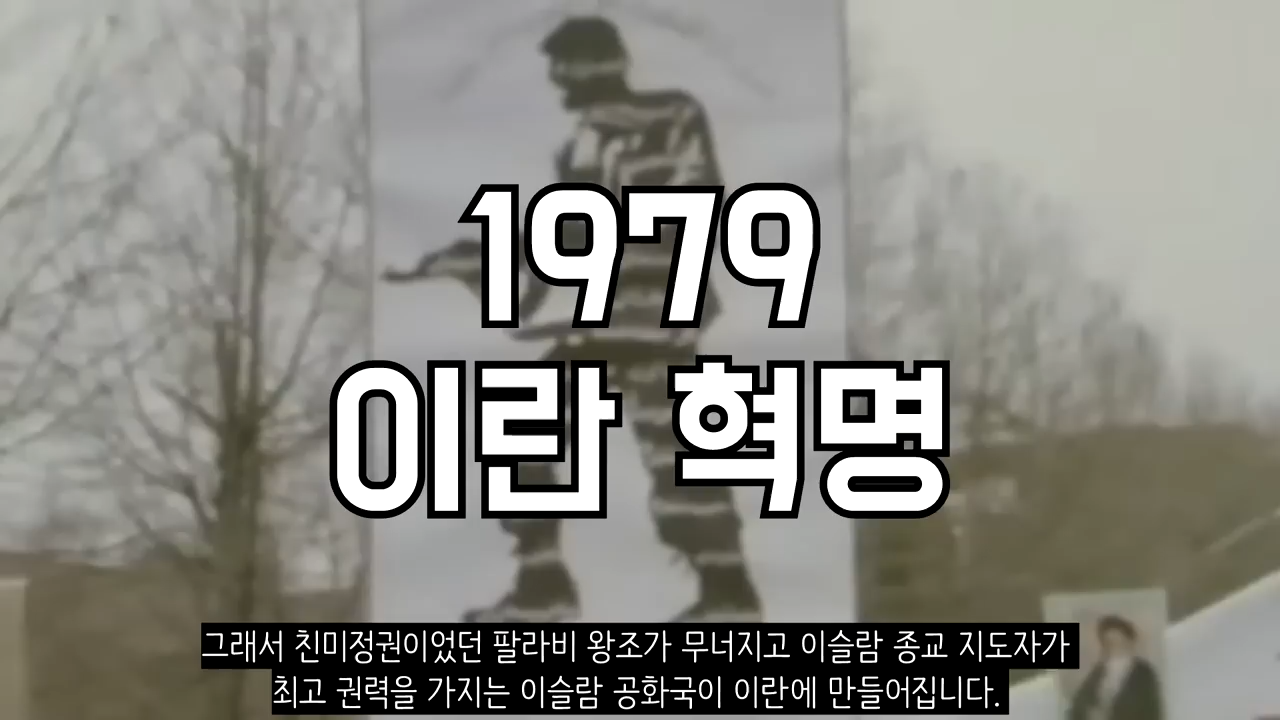 1979
이란 혁명
그래서 친미정권이었던 팔라비 왕조가 무너지고 이슬람 종교 지도자가
최고 권력을 가지는 이슬람 공화국이 이란에 만들어집니다.